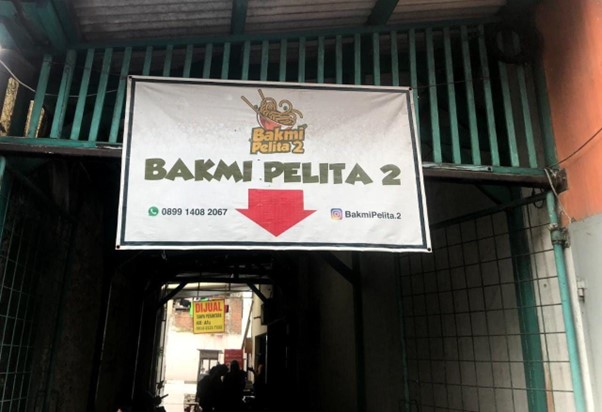 Bakmi
Pelita 2
BAKMI PELITA 2
0899 1408 2067
BakmiPelita.2
DIJUAL